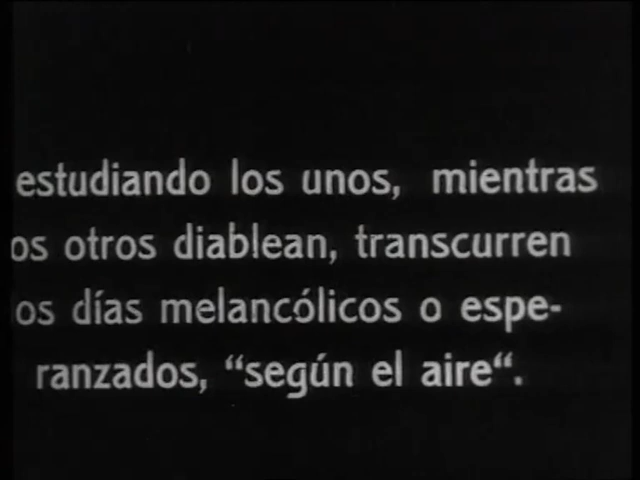 estudiando los unos, mientras
os otros diablean, transcurren
os días melancólicos o espe-
ranzados, “según el aire“.